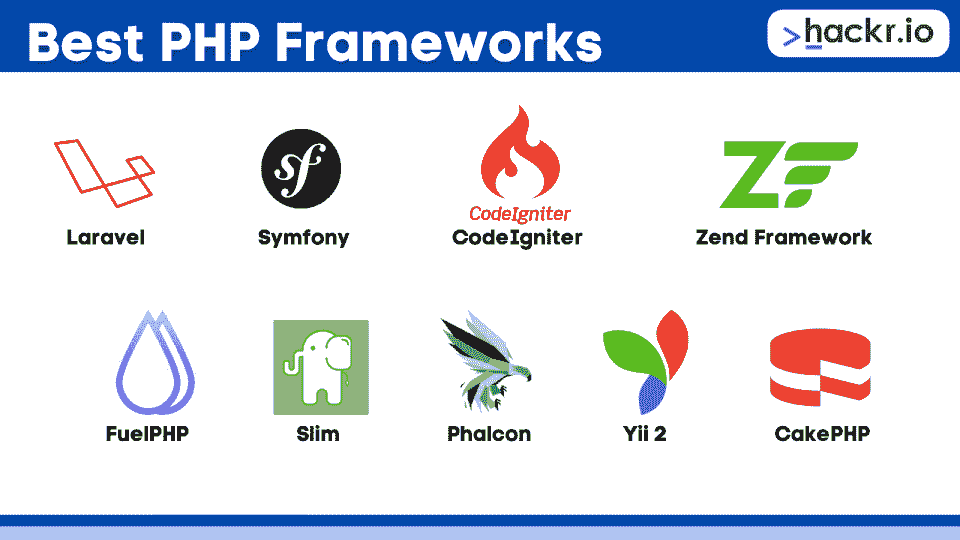 Best PHP Frameworks
>hackr.io
sf
CodeIgniter
ZF
Laravel
Symfony
CodeIgniter
Zend Framework
FuelPHP
Slim
Phalcon
Yii 2
CakePHP